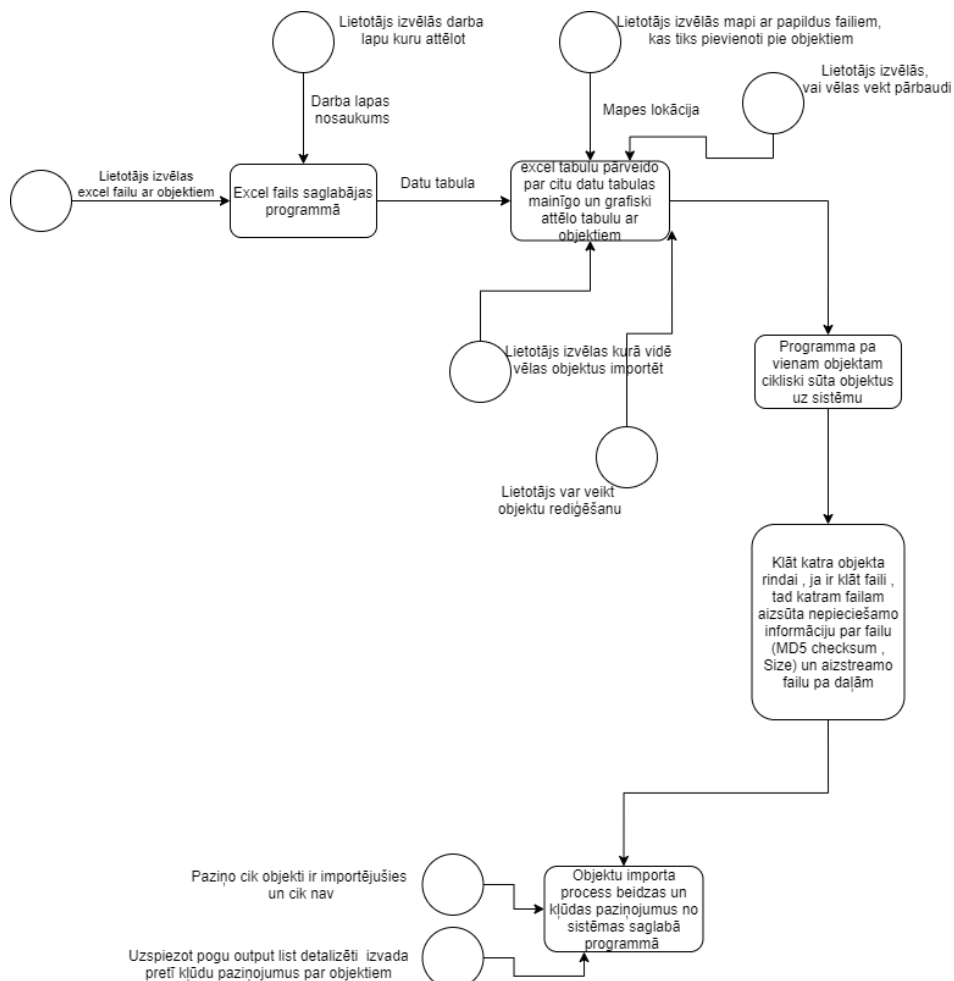 Lietotājs izvēlās darba
lapu kuru attēlot
Lietotājs izvēlās mapi ar papildus failiem,
kas tiks pievienoti pie objektiem
Lietotājs izvēlās,
vai vēlas vekt pārbaudi
Darba lapas
nosaukums
Mapes lokācija
Lietotājs izvēlas
excel failu ar objektiem
Excel fails saglabājas
programmā
Datu tabula
excel tabulu pārveido
par citu datu tabulas
mainīgo un grafiski
attēlo tabulu ar
objektiem
Lietotājs izvēlas kurā vidē
vēlas objektus importēt
Programma pa
vienam objektam
cikliski sūta objektus
uz sistēmu
Lietotājs var veikt
objektu rediģēšanu
Klāt katra objekta
rindai , ja ir klāt faili ,
tad katram failam
aizsūta nepieciešamo
informāciju par failu
(MD5 checksum ,
Size) un aizstreamo
failu pa daļām
Paziņo cik objekti ir importējušies
un cik nav
Objektu importa
process beidzas un
kļūdas paziņojumus no
sistēmas saglabā
programmā
Uzspiezot pogu output list detalizēti izvada
pretī kļūdu paziņojumus par objektiem